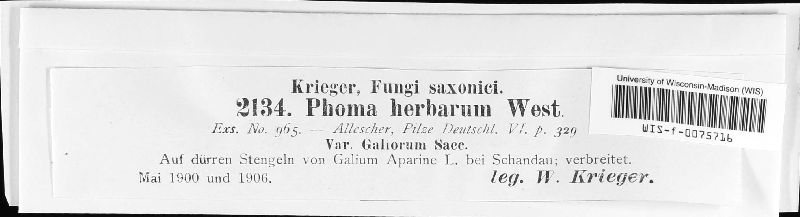 Krieger, Fungi saxonici.
2134. Phoma herbarum West.
Exs. No. 965. — Allescher, Pilze Deutschl. VI. p. 329
Var. Galiorum Sacc.
Auf dürren Stengeln von Galium Aparine L. bei Schandau; verbreitet.
Mai 1900 und 1906. leg. W. Krieger.
University of Wisconsin-Madison (WIS)
WIS-f-0075716